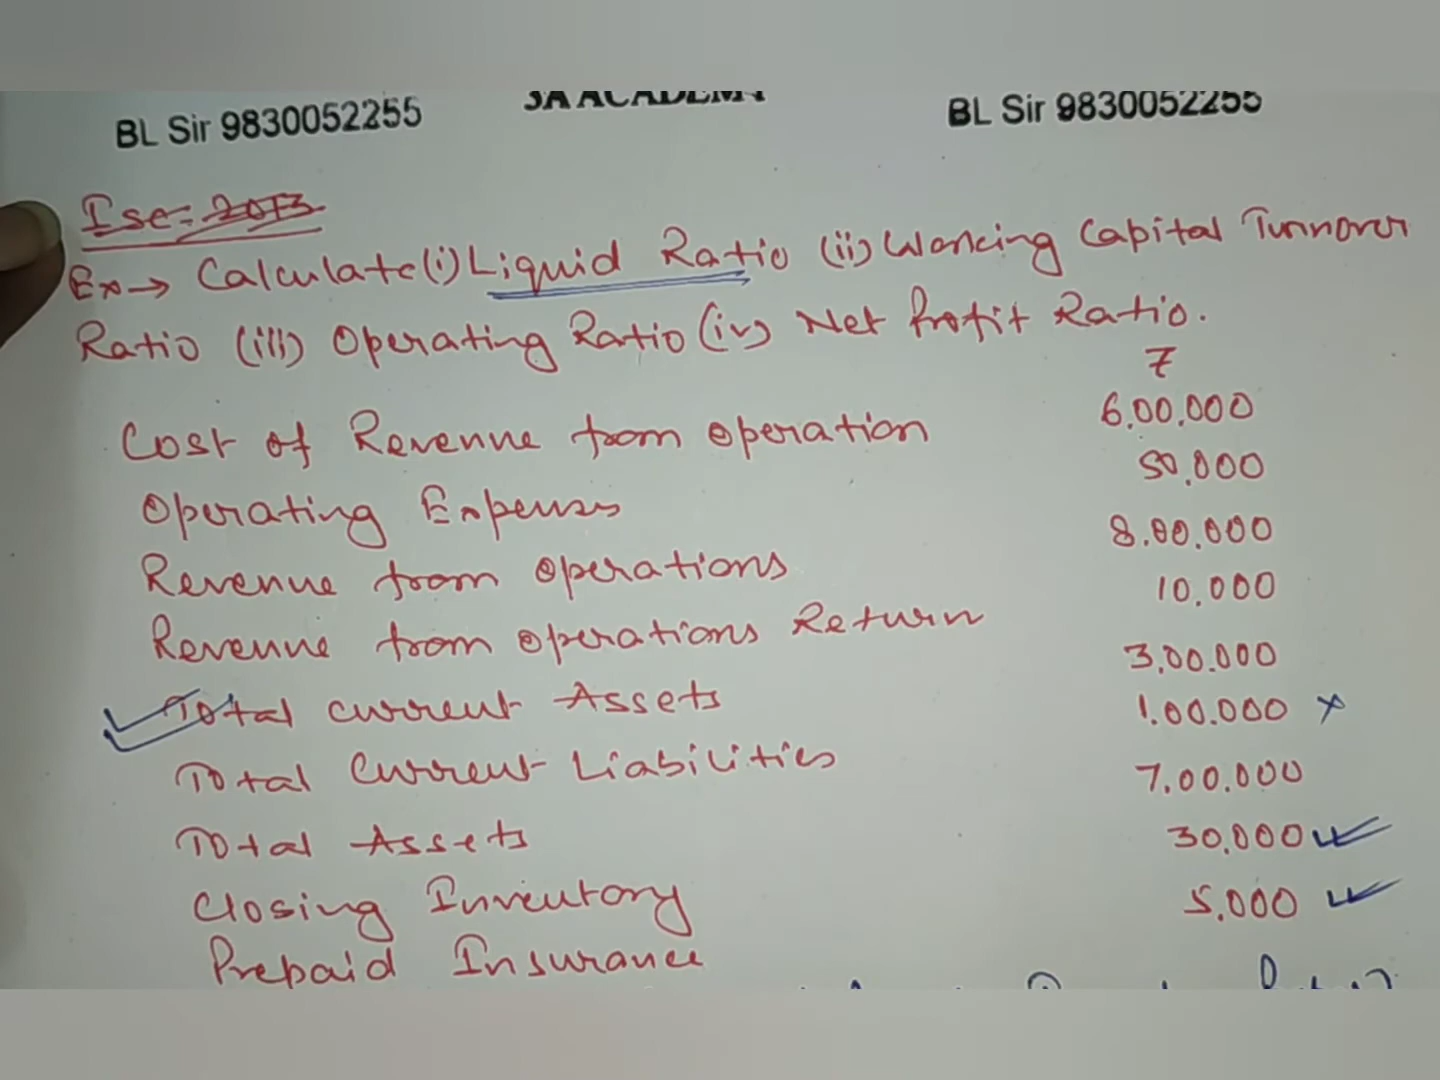 BL Sir 9830052255
BL Sir 9830052255
Isc- 2013
Ex→ Calculate (i) Liquid Ratio (ii) Working Capital Turnover
Ratio (iii) Operating Ratio (iv) Net Profit Ratio.
₹
Cost of Revenue from operation 6,00,000
Operating Expenses 50,000
Revenue from operations 8,00,000
Revenue from operations Return 10,000
Total current Assets 3,00,000
Total Current Liabilities 1,00,000 ×
Total Assets 7,00,000
Closing Inventory 30,000
Prepaid Insurance 5,000